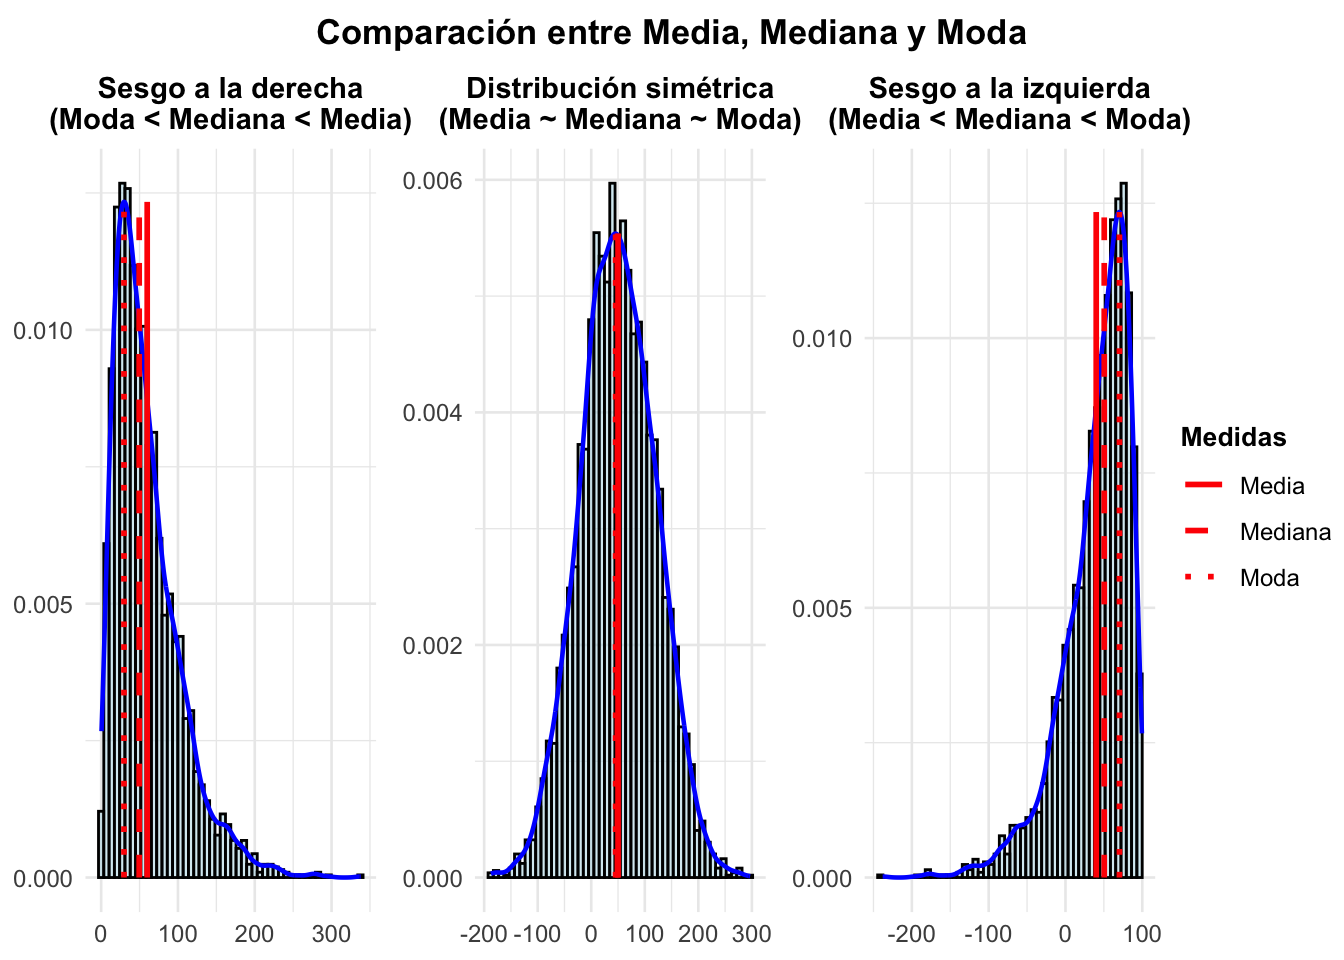 Comparación entre Media, Mediana y Moda
Sesgo a la derecha
(Moda < Mediana < Media)
Distribución simétrica
(Media ~ Mediana ~ Moda)
Sesgo a la izquierda
(Media < Mediana < Moda)
0.010
0.005
0.000
0 100 200 300
0.006
0.004
0.002
0.000
-200 -100 0 100 200 300
0.010
0.005
0.000
-200 -100 0 100
Medidas
Media
Mediana
Moda